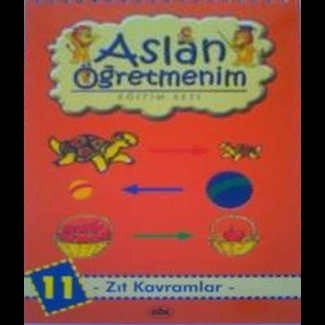 Aslan
Öğretmenim
EĞİTİM SETİ
11
- Zıt Kavramlar -